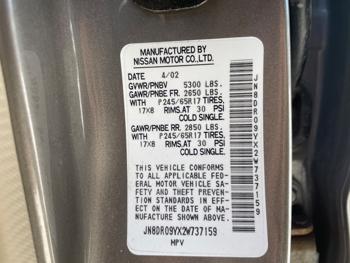 MANUFACTURED BY
NISSAN MOTOR CO.,LTD.
DATE 4/02
GVWR/PNBV 5300 LBS.
GAWR/PNBE FR 2650 LBS.
WITH P245/65R17 TIRES,
17X8 RIMS,AT 30 PSI
COLD SINGLE.
GAWR/PNBE RR 2850 LBS.
WITH P245/65R17 TIRES,
17X8 RIMS,AT 30 PSI
COLD SINGLE.
THIS VEHICLE CONFORMS
TO ALL APPLICABLE FED-
ERAL MOTOR VEHICLE SA-
FETY AND THEFT PREVEN-
TION STANDARDS IN EFF-
ECT ON THE DATE OF MA-
NUFACTURE SHOWN ABOVE.
JN8DR09VX2W737159
MPV
JN8DR09VX2W737159